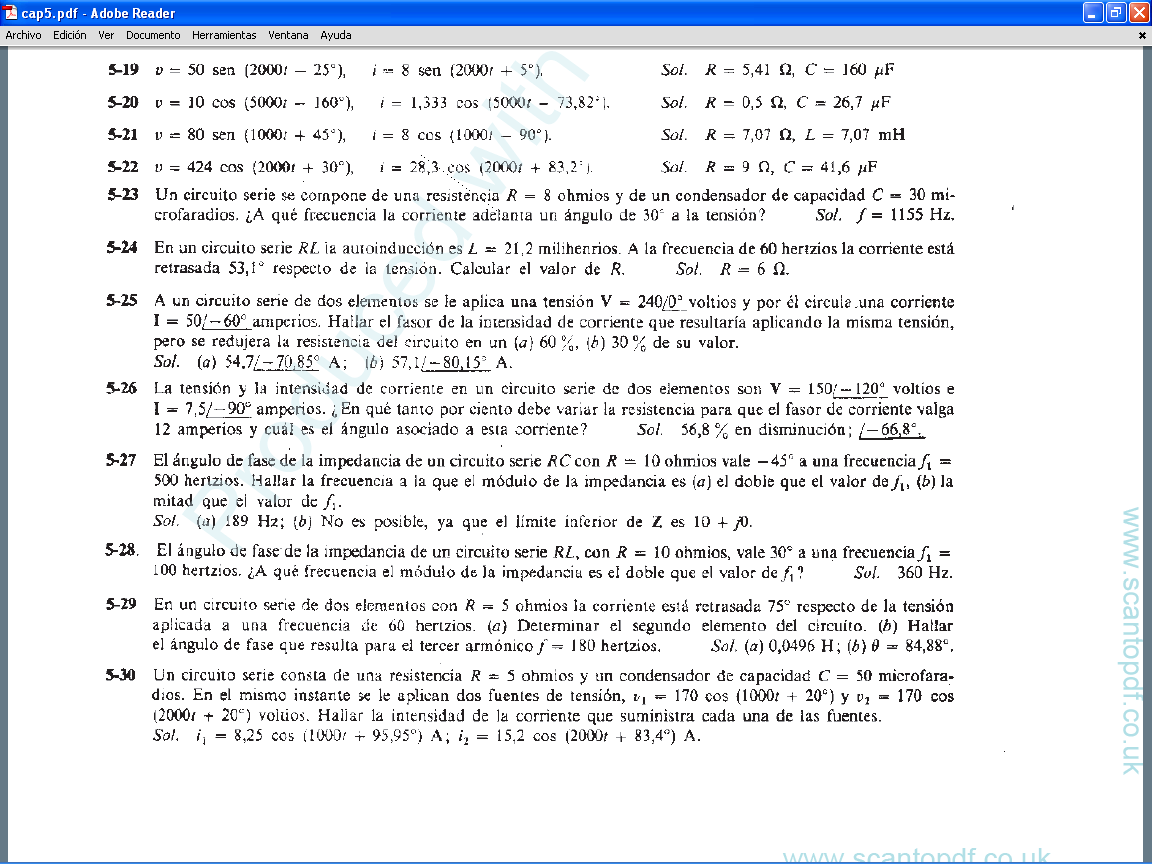 cap5.pdf - Adobe Reader
Archivo Edición Ver Documento Herramientas Ventana Ayuda
5-19 v = 50 sen (2000t − 25°), i = 8 sen (2000t + 5°). Sol. R = 5,41 Ω, C = 160 μF
5-20 v = 10 cos (5000t − 160°), i = 1,333 cos (5000t − 73,82°). Sol. R = 0,5 Ω, C = 26,7 μF
5-21 v = 80 sen (1000t + 45°), i = 8 cos (1000t − 90°). Sol. R = 7,07 Ω, L = 7,07 mH
5-22 v = 424 cos (2000t + 30°), i = 28,3 cos (2000t + 83,2°). Sol. R = 9 Ω, C = 41,6 μF
5-23 Un circuito serie se compone de una resistencia R = 8 ohmios y de un condensador de capacidad C = 30 mi-
crofaradios. ¿A qué frecuencia la corriente adelanta un ángulo de 30° a la tensión? Sol. f = 1155 Hz.
5-24 En un circuito serie RL la autoinducción es L = 21,2 milihenrios. A la frecuencia de 60 hertzios la corriente está
retrasada 53,1° respecto de la tensión. Calcular el valor de R. Sol. R = 6 Ω.
5-25 A un circuito serie de dos elementos se le aplica una tensión V = 240/0° voltios y por él circula una corriente
I = 50/−60° amperios. Hallar el fasor de la intensidad de corriente que resultaría aplicando la misma tensión,
pero se redujera la resistencia del circuito en un (a) 60 %, (b) 30 % de su valor.
Sol. (a) 54,7/−70,85° A; (b) 57,1/−80,15° A.
5-26 La tensión y la intensidad de corriente en un circuito serie de dos elementos son V = 150/−120° voltios e
I = 7,5/−90° amperios. ¿En qué tanto por ciento debe variar la resistencia para que el fasor de corriente valga
12 amperios y cuál es el ángulo asociado a esta corriente? Sol. 56,8 % en disminución; /−66,8°.
5-27 El ángulo de fase de la impedancia de un circuito serie RC con R = 10 ohmios vale −45° a una frecuencia f₁ =
500 hertzios. Hallar la frecuencia a la que el módulo de la impedancia es (a) el doble que el valor de f₁, (b) la
mitad que el valor de f₁.
Sol. (a) 189 Hz; (b) No es posible, ya que el límite inferior de Z es 10 + j0.
5-28. El ángulo de fase de la impedancia de un circuito serie RL, con R = 10 ohmios, vale 30° a una frecuencia f₁ =
100 hertzios. ¿A qué frecuencia el módulo de la impedancia es el doble que el valor de f₁? Sol. 360 Hz.
5-29 En un circuito serie de dos elementos con R = 5 ohmios la corriente está retrasada 75° respecto de la tensión
aplicada a una frecuencia de 60 hertzios. (a) Determinar el segundo elemento del circuito. (b) Hallar
el ángulo de fase que resulta para el tercer armónico f = 180 hertzios. Sol. (a) 0,0496 H; (b) θ = 84,88°.
5-30 Un circuito serie consta de una resistencia R = 5 ohmios y un condensador de capacidad C = 50 microfara-
dios. En el mismo instante se le aplican dos fuentes de tensión, v₁ = 170 cos (1000t + 20°) y v₂ = 170 cos
(2000t + 20°) voltios. Hallar la intensidad de la corriente que suministra cada una de las fuentes.
Sol. i₁ = 8,25 cos (1000t + 95,95°) A; i₂ = 15,2 cos (2000t + 83,4°) A.
Produced with
www.scantopdf.co.uk
www.scantopdf.co.uk